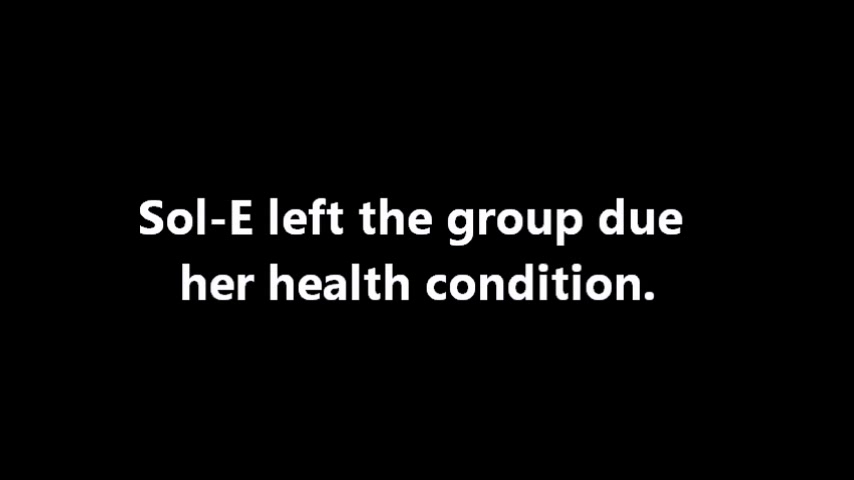 Sol-E left the group due
her health condition.